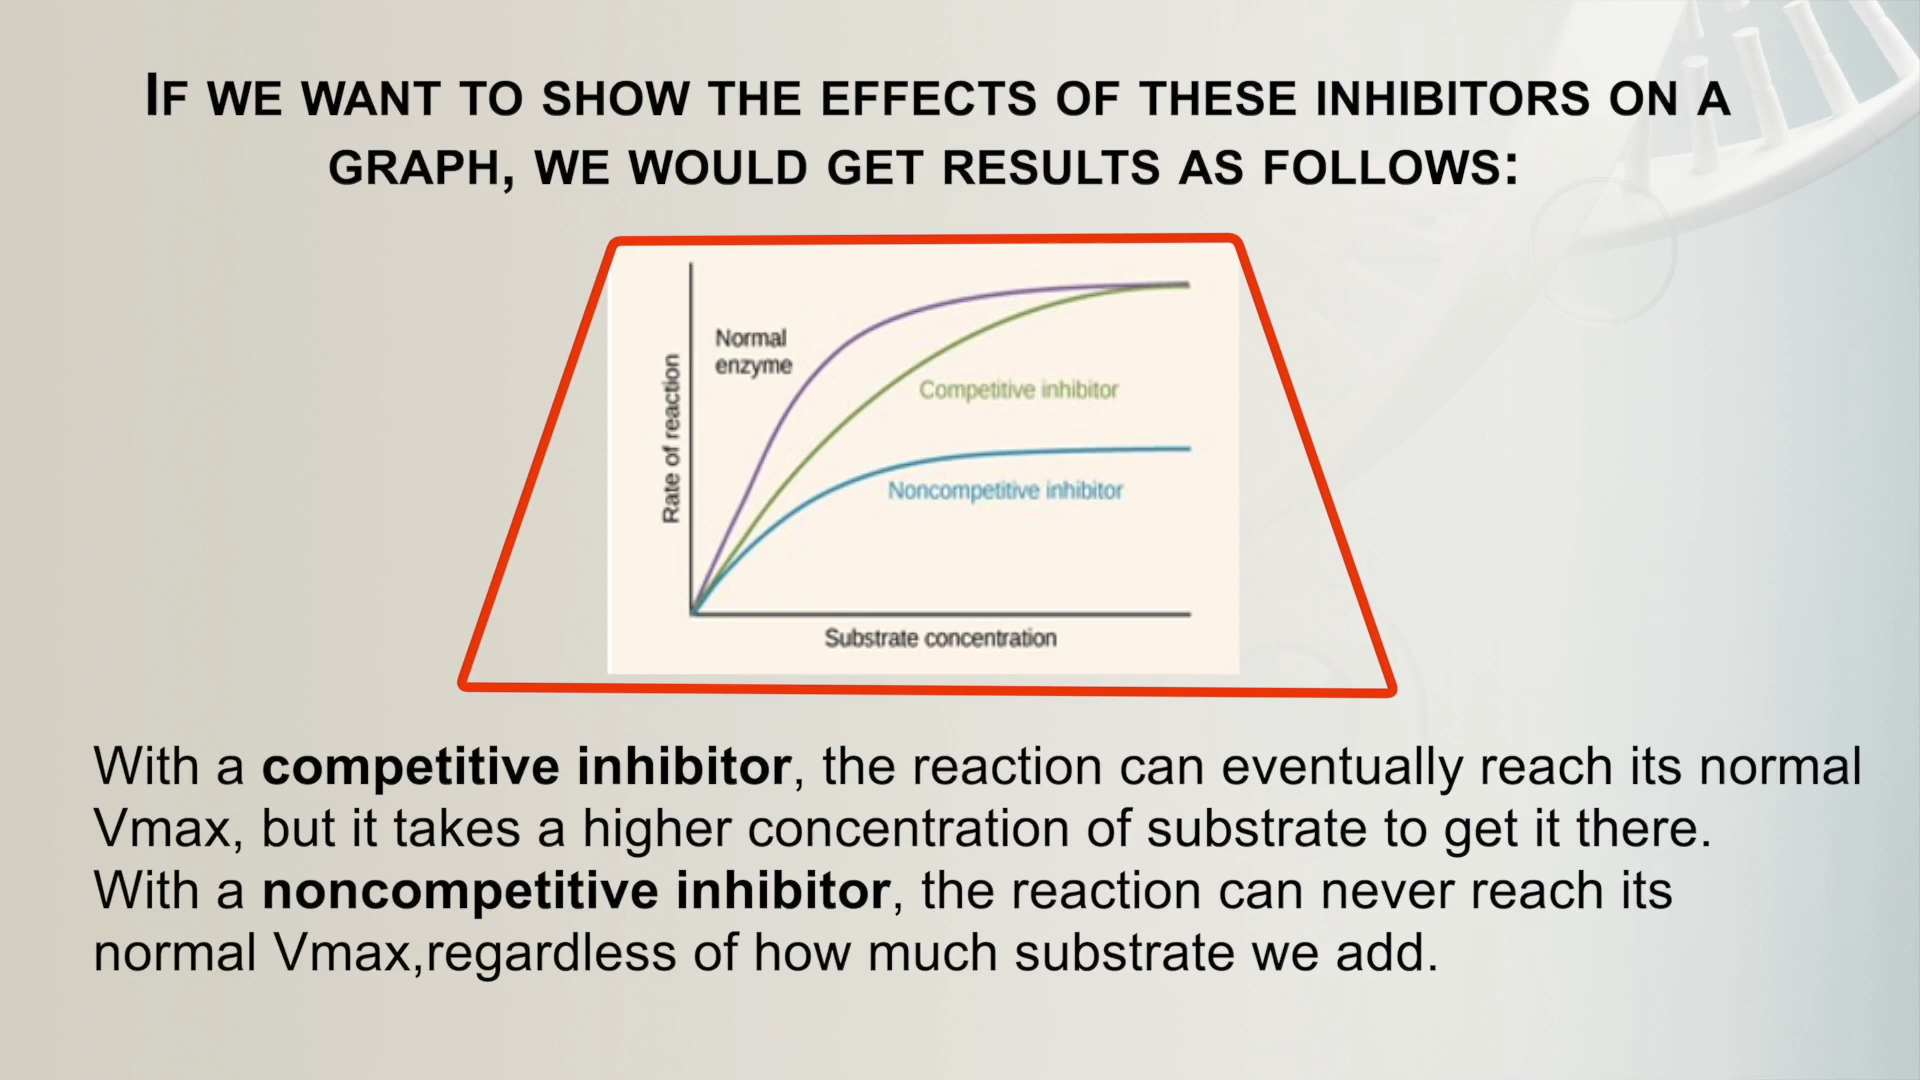 IF WE WANT TO SHOW THE EFFECTS OF THESE INHIBITORS ON A
GRAPH, WE WOULD GET RESULTS AS FOLLOWS:
Normal
enzyme
Competitive inhibitor
Noncompetitive inhibitor
Rate of reaction
Substrate concentration
With a competitive inhibitor, the reaction can eventually reach its normal
Vmax, but it takes a higher concentration of substrate to get it there.
With a noncompetitive inhibitor, the reaction can never reach its
normal Vmax,regardless of how much substrate we add.